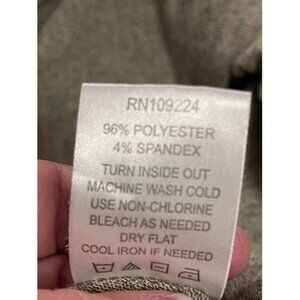 RN109224
96% POLYESTER
4% SPANDEX
TURN INSIDE OUT
MACHINE WASH COLD
USE NON-CHLORINE
BLEACH AS NEEDED
DRY FLAT
COOL IRON IF NEEDED